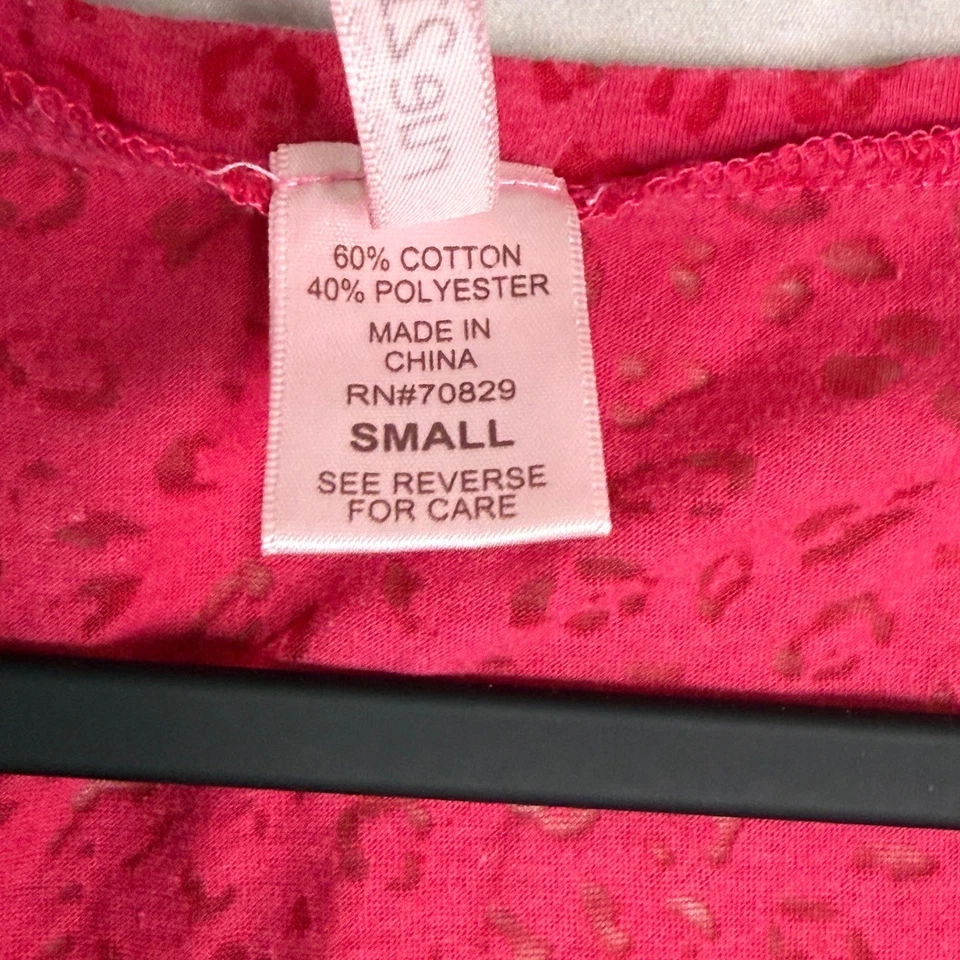 60% COTTON
40% POLYESTER
MADE IN
CHINA
RN#70829
SMALL
SEE REVERSE
FOR CARE